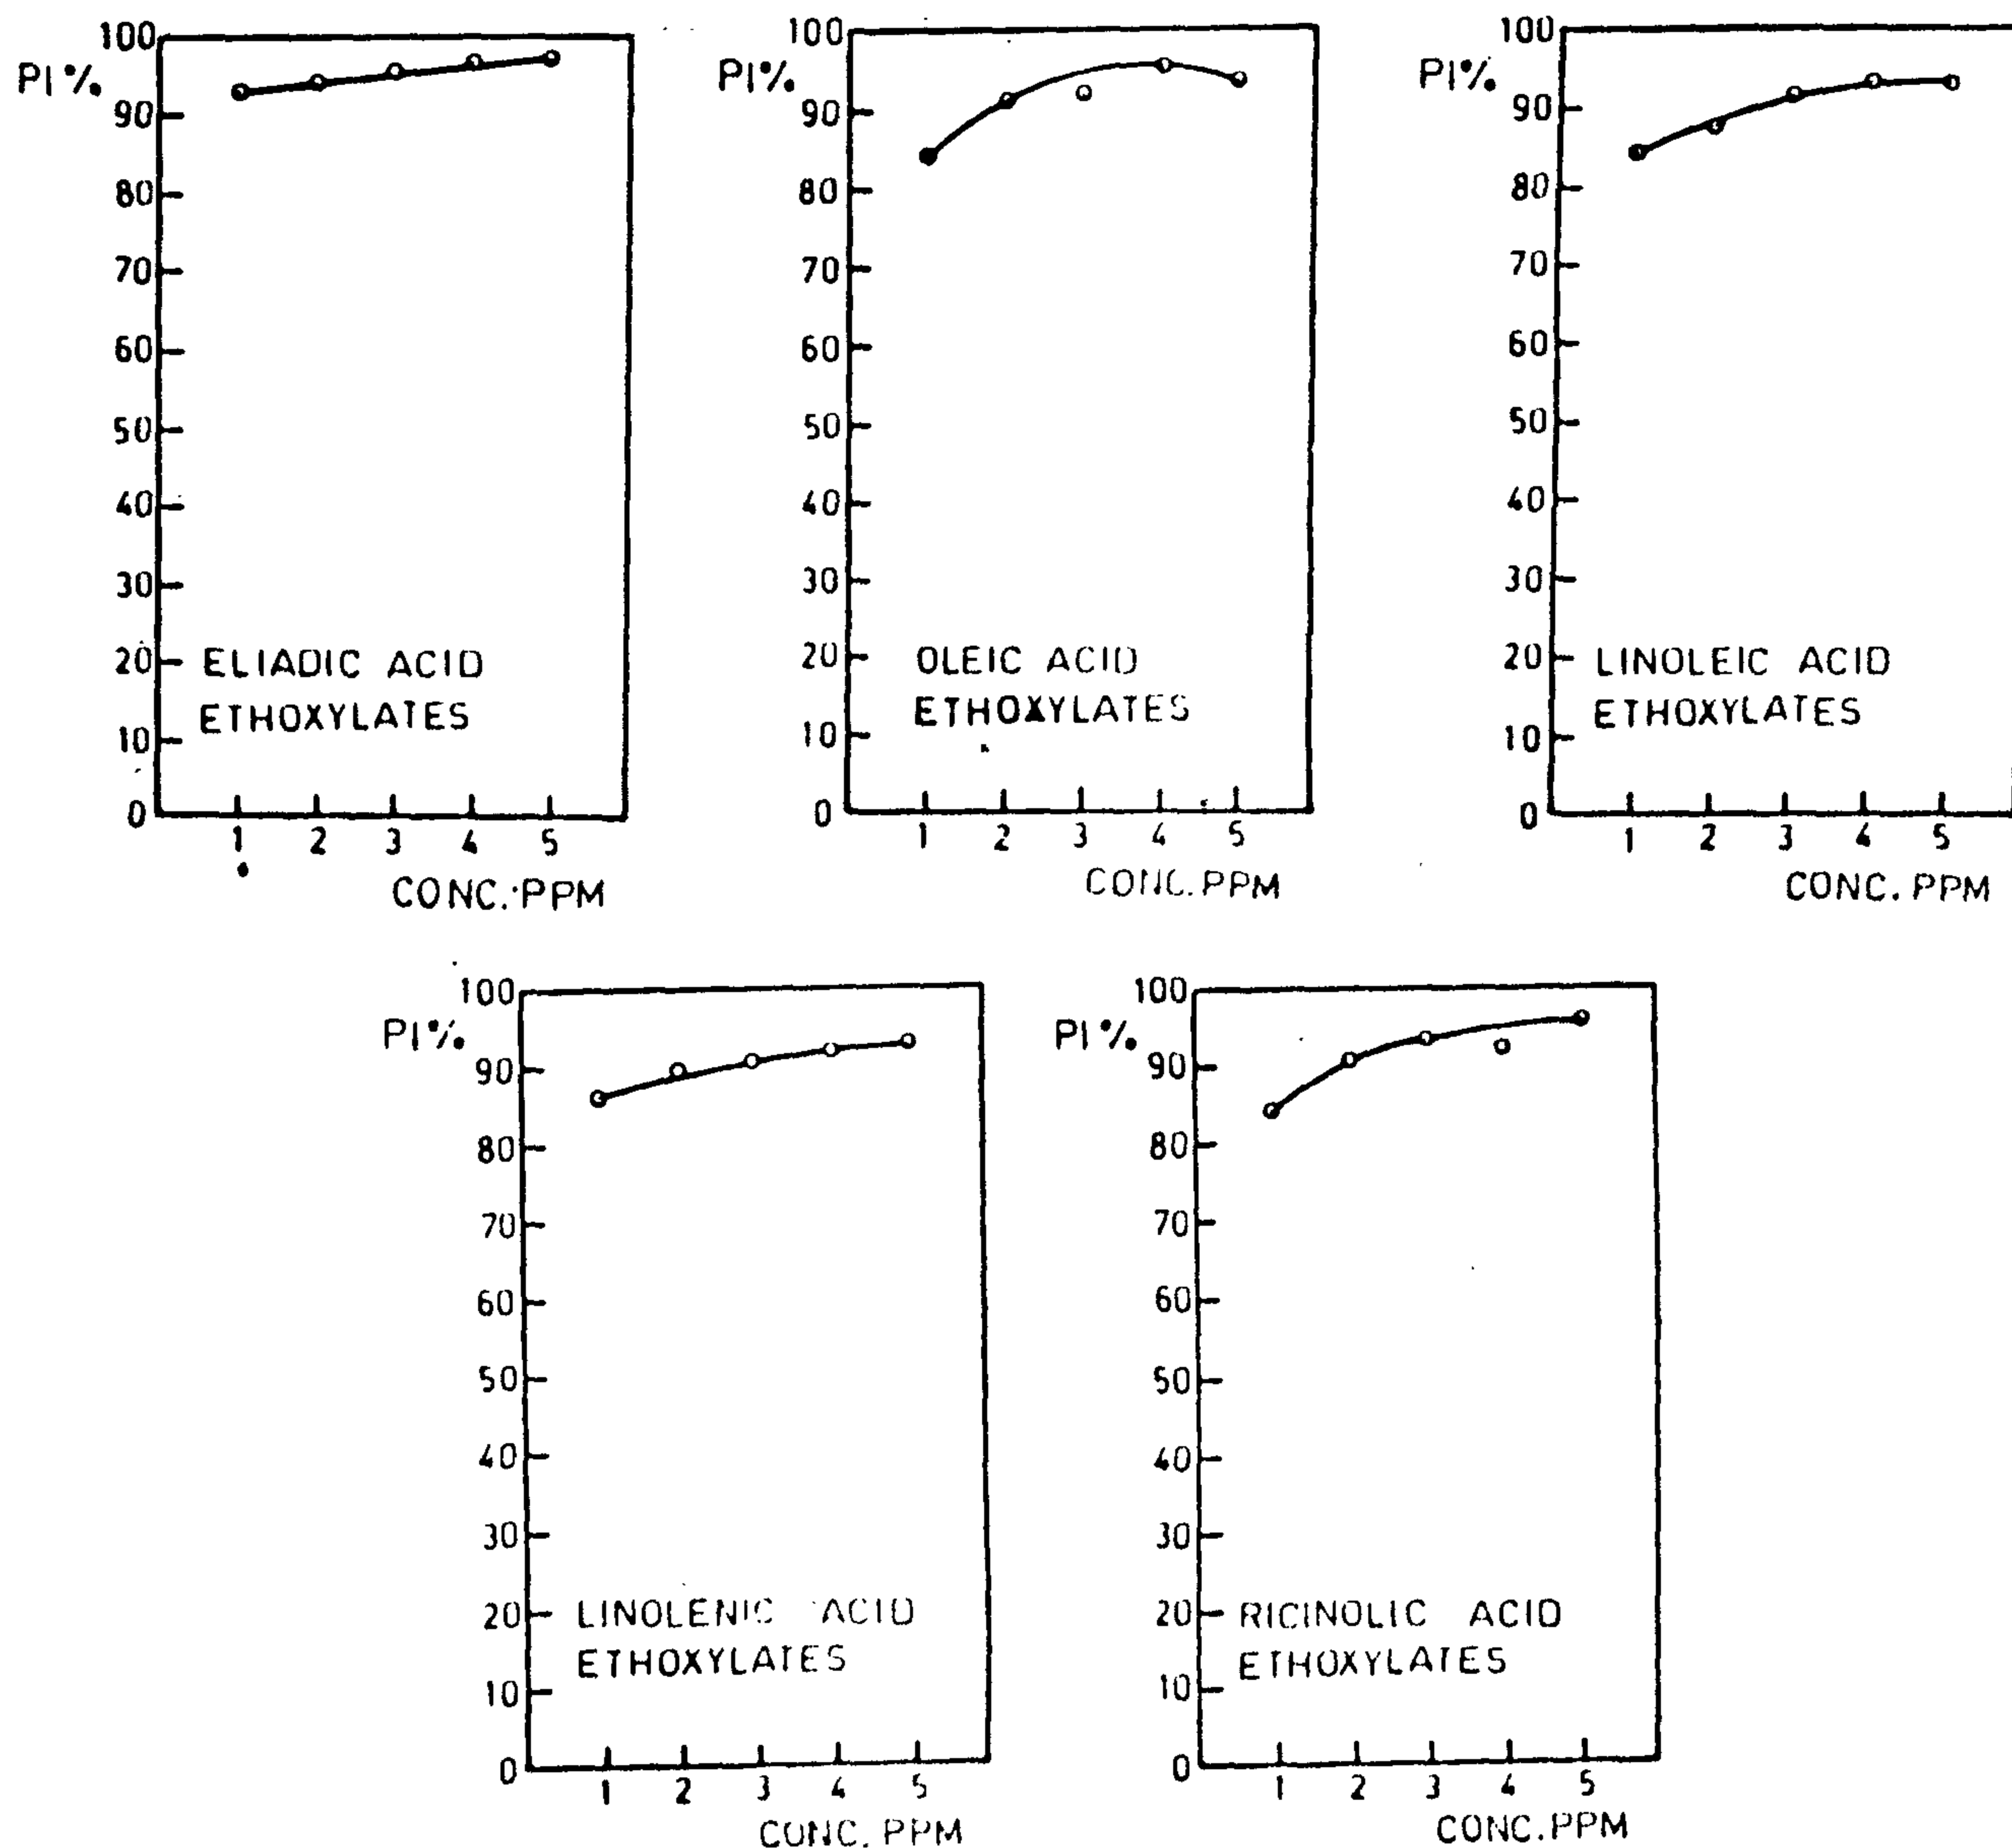 100
PI%
90
80
70
60
50
40
30
20
10
0
ELIADIC ACID
ETHOXYLATES
1 2 3 4 5
CONC.:PPM
100
PI%
90
80
70
60
50
40
30
20
10
0
OLEIC ACID
ETHOXYLATES
1 2 3 4 5
CONC.PPM
100
PI%
90
80
70
60
50
40
30
20
10
0
LINOLEIC ACID
ETHOXYLATES
1 2 3 4 5
CONC.PPM
100
PI%
90
80
70
60
50
40
30
20
10
0
LINOLENIC ACID
ETHOXYLATES
1 2 3 4 5
CONC.PPM
100
PI%
90
80
70
60
50
40
30
20
10
0
RICINOLIC ACID
ETHOXYLATES
1 2 3 4 5
CONC.PPM